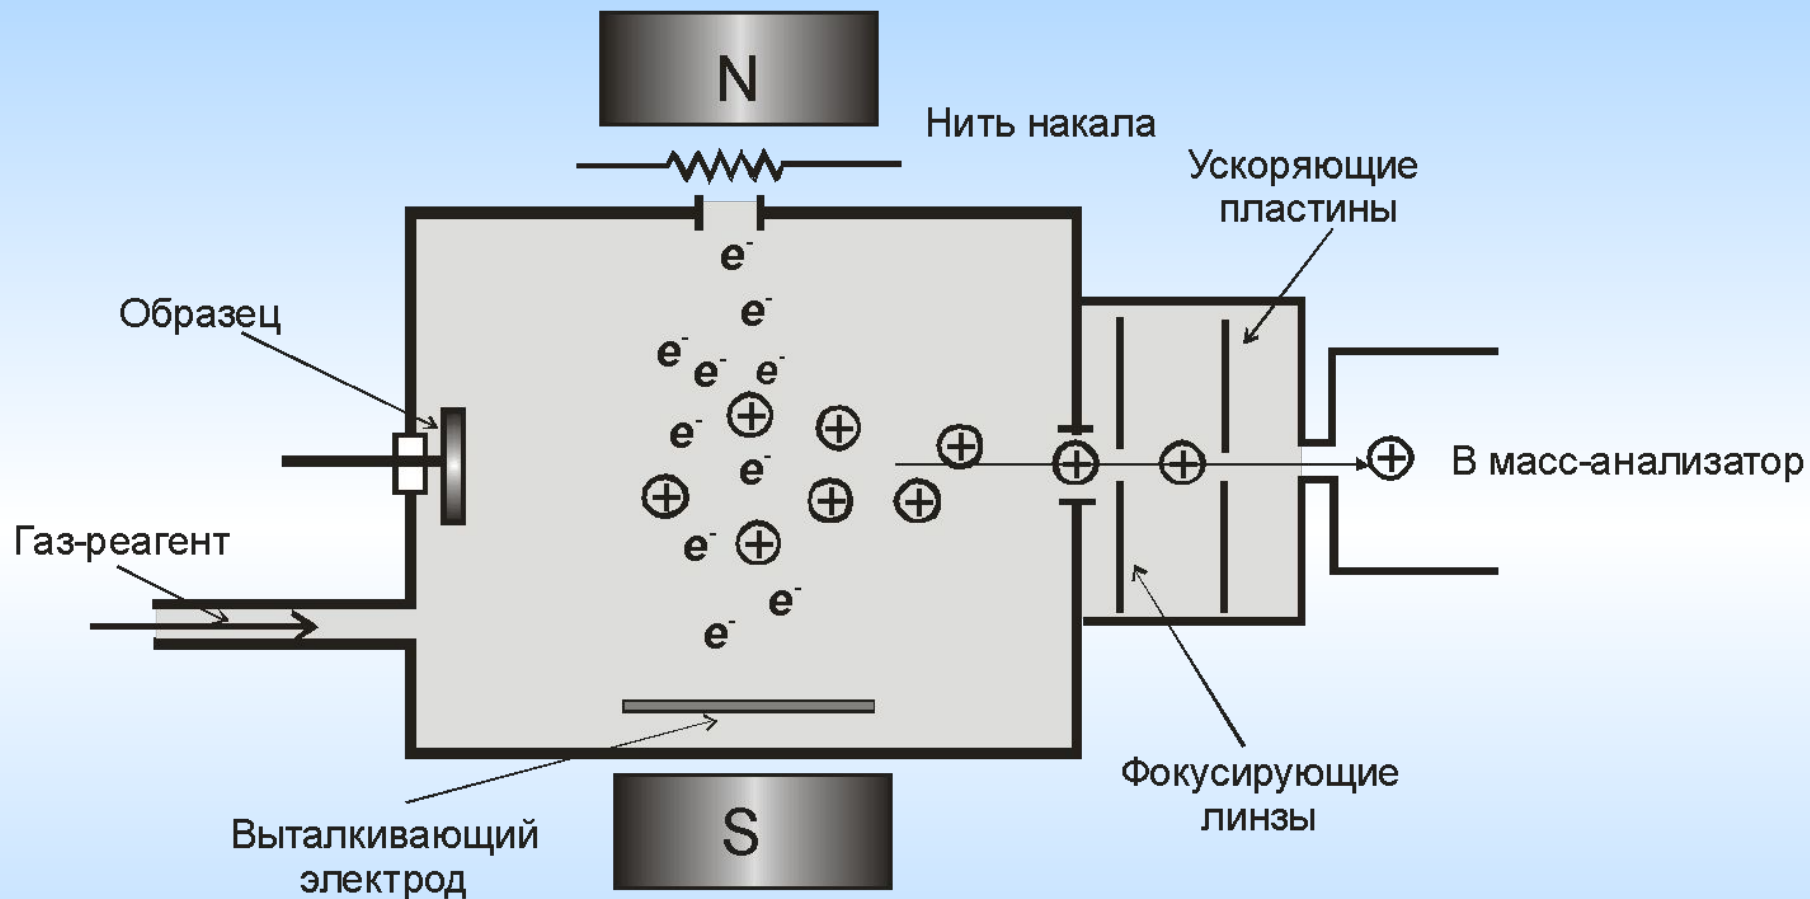 N
Нить накала
Ускоряющие
пластины
e⁻
e⁻
Образец
e⁻
e⁻
e⁻
+
+
e⁻
+
e⁻
+
+
+
В масс-анализатор
+
+
+
Газ-реагент
e⁻
+
e⁻
e⁻
Фокусирующие
линзы
Выталкивающий
электрод
S